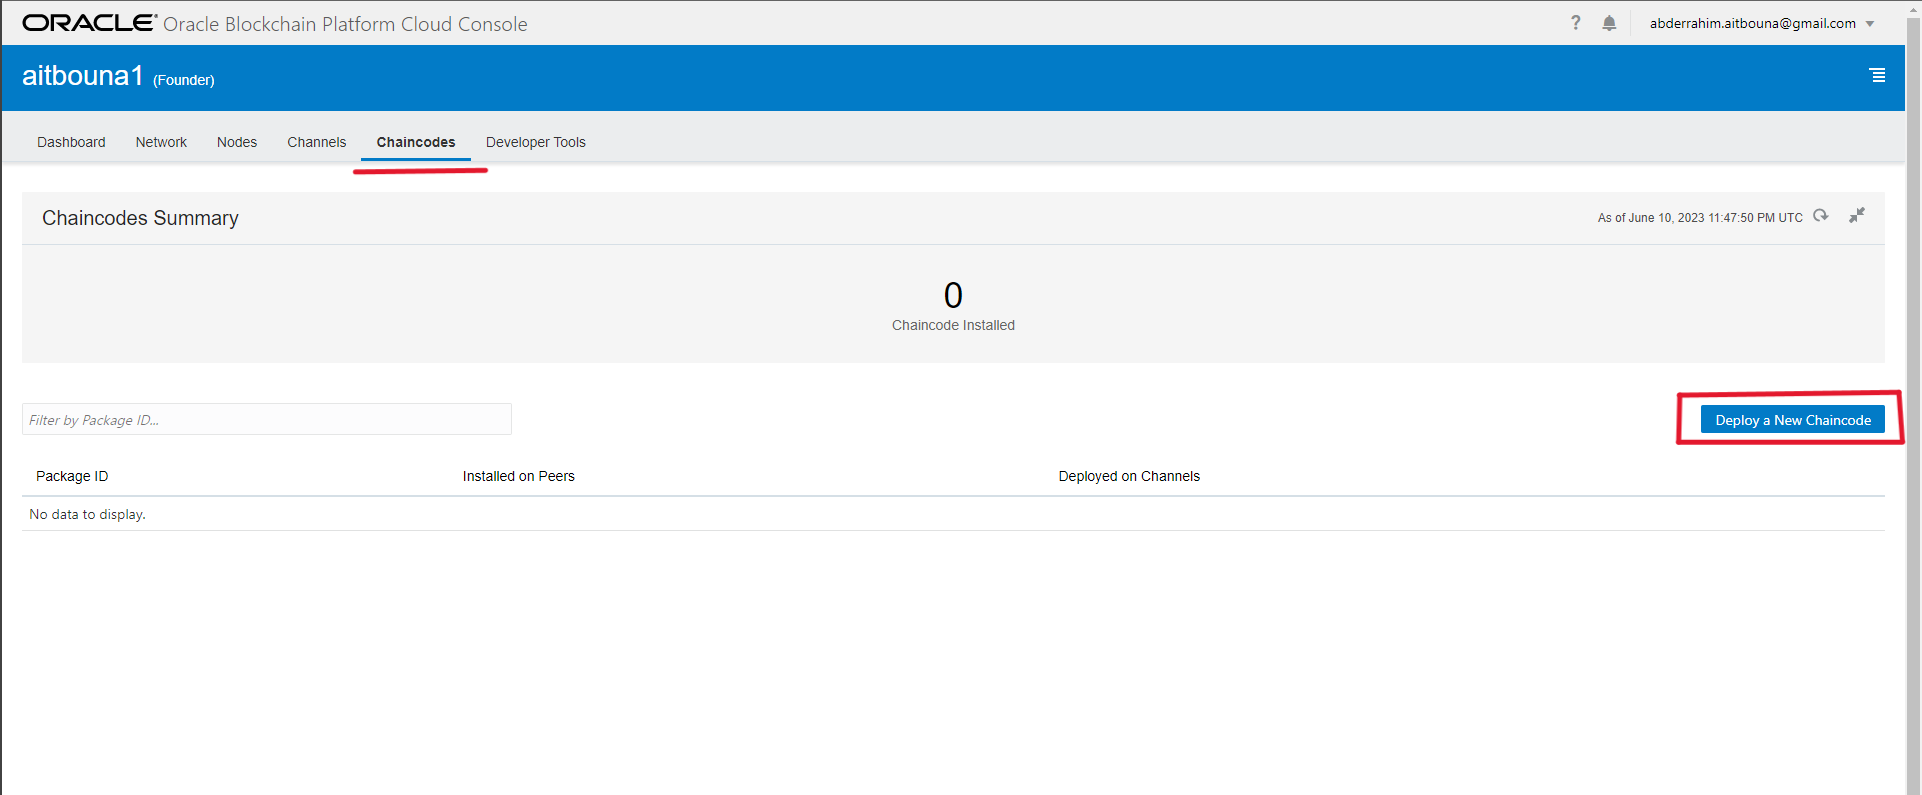 ORACLE® Oracle Blockchain Platform Cloud Console
? abderrahim.aitbouna@gmail.com
aitbouna1 (Founder)
Dashboard Network Nodes Channels Chaincodes Developer Tools
Chaincodes Summary
As of June 10, 2023 11:47:50 PM UTC
0
Chaincode Installed
Filter by Package ID...
Deploy a New Chaincode
Package ID Installed on Peers Deployed on Channels
No data to display.